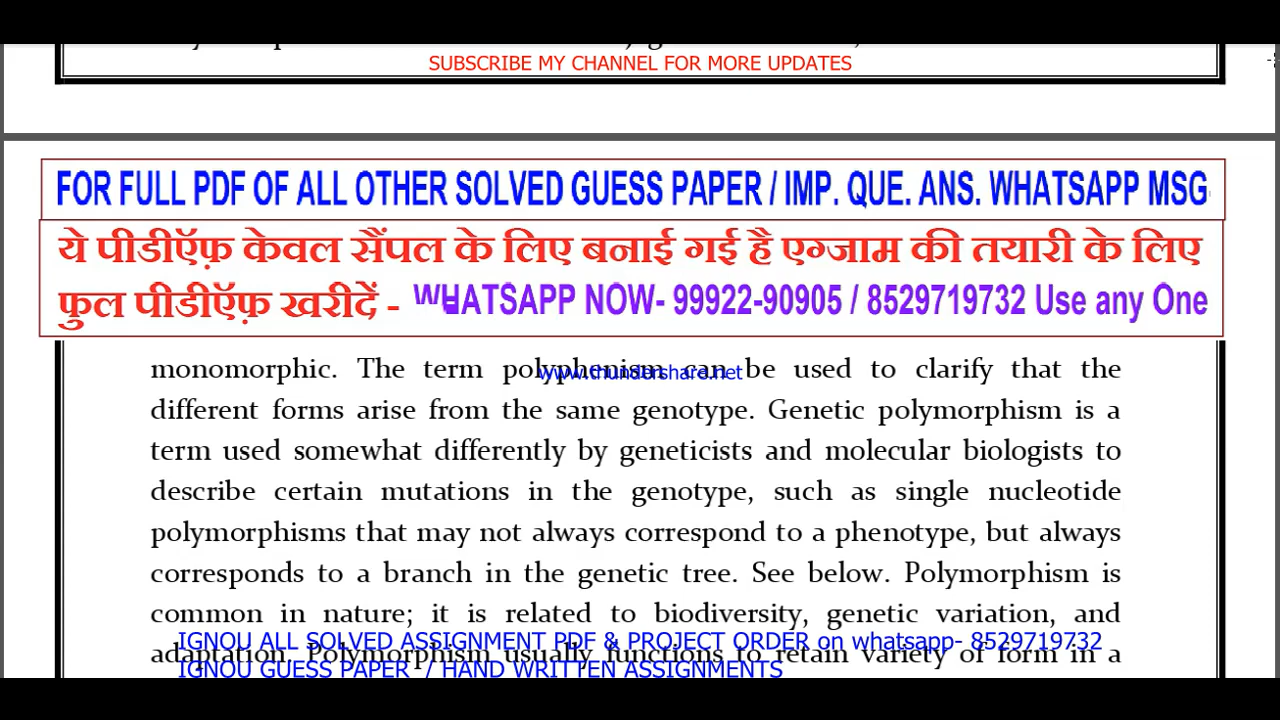 SUBSCRIBE MY CHANNEL FOR MORE UPDATES
FOR FULL PDF OF ALL OTHER SOLVED GUESS PAPER / IMP. QUE. ANS. WHATSAPP MSG
ये पीडीऍफ़ केवल सैंपल के लिए बनाई गई है एग्जाम की तयारी के लिए
फुल पीडीऍफ़ खरीदें - WHATSAPP NOW- 99922-90905 / 8529719732 Use any One
monomorphic. The term polyphenism can be used to clarify that the
www.thundershare.net
different forms arise from the same genotype. Genetic polymorphism is a
term used somewhat differently by geneticists and molecular biologists to
describe certain mutations in the genotype, such as single nucleotide
polymorphisms that may not always correspond to a phenotype, but always
corresponds to a branch in the genetic tree. See below. Polymorphism is
common in nature; it is related to biodiversity, genetic variation, and
IGNOU ALL SOLVED ASSIGNMENT PDF & PROJECT ORDER on whatsapp- 8529719732
adaptation. Polymorphism usually functions to retain variety of form in a
IGNOU GUESS PAPER / HAND WRITTEN ASSIGNMENTS